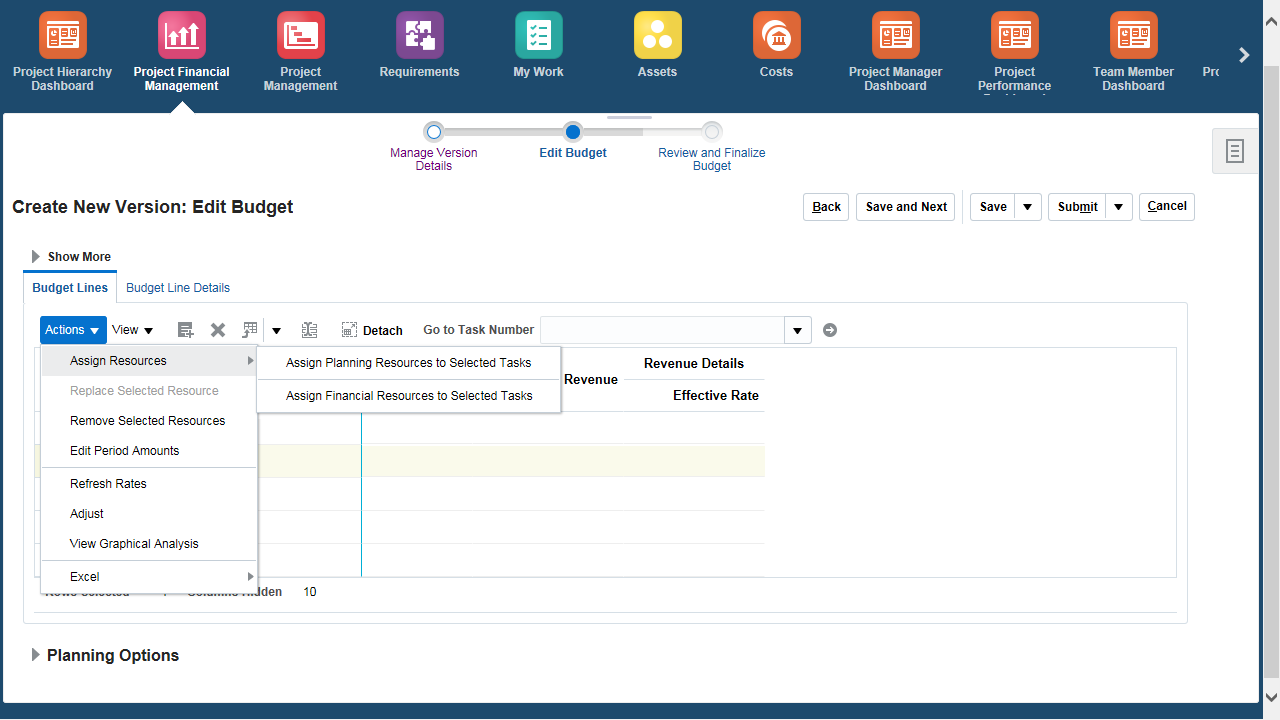 Project Hierarchy
Dashboard
Project Financial
Management
Project
Management
Requirements
My Work
Assets
Costs
Project Manager
Dashboard
Project
Performance
Team Member
Dashboard
Manage Version
Details
Edit Budget
Review and Finalize
Budget
Create New Version: Edit Budget
Back
Save and Next
Save
Submit
Cancel
Show More
Budget Lines
Budget Line Details
Actions
View
Detach
Go to Task Number
Assign Resources
Replace Selected Resource
Remove Selected Resources
Edit Period Amounts
Refresh Rates
Adjust
View Graphical Analysis
Excel
Assign Planning Resources to Selected Tasks
Assign Financial Resources to Selected Tasks
Revenue
Revenue Details
Effective Rate
Rows Selected
Columns Hidden 10
Planning Options